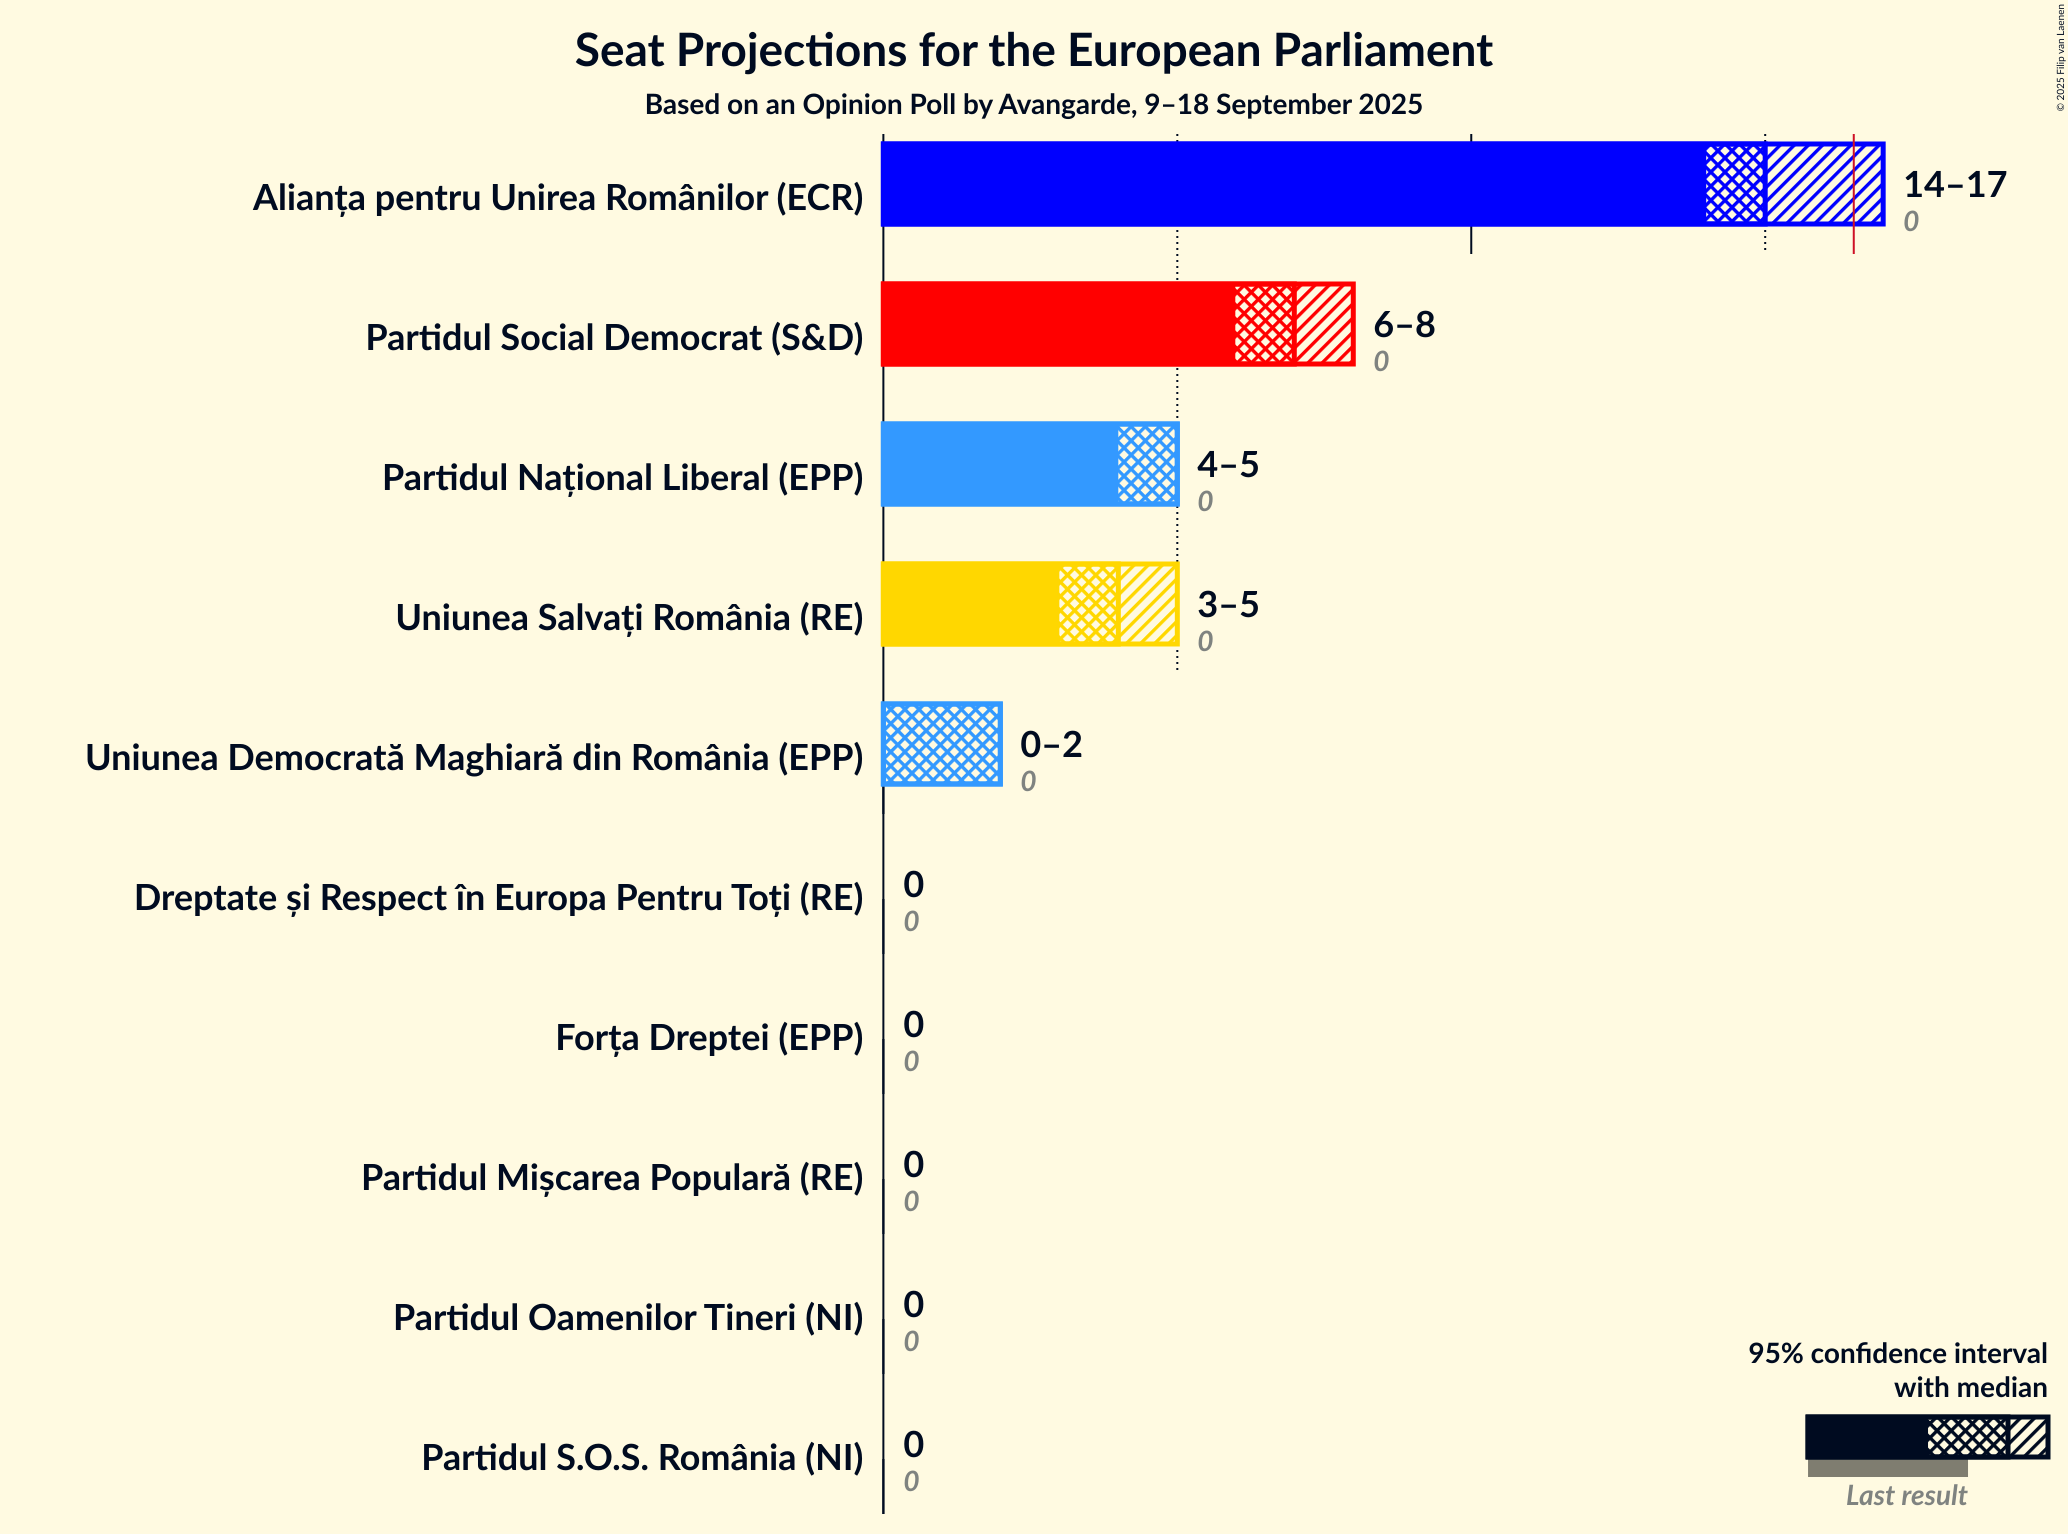 Seat Projections for the European Parliament
Based on an Opinion Poll by Avangarde, 9–18 September 2025
© 2025 Filip van Laenen
Alianța pentru Unirea Românilor (ECR)
14–17
0
Partidul Social Democrat (S&D)
6–8
0
Partidul Național Liberal (EPP)
4–5
0
Uniunea Salvați România (RE)
3–5
0
Uniunea Democrată Maghiară din România (EPP)
0–2
0
Dreptate și Respect în Europa Pentru Toți (RE)
0
0
Forța Dreptei (EPP)
0
0
Partidul Mișcarea Populară (RE)
0
0
Partidul Oamenilor Tineri (NI)
0
0
Partidul S.O.S. România (NI)
0
0
95% confidence interval
with median
Last result